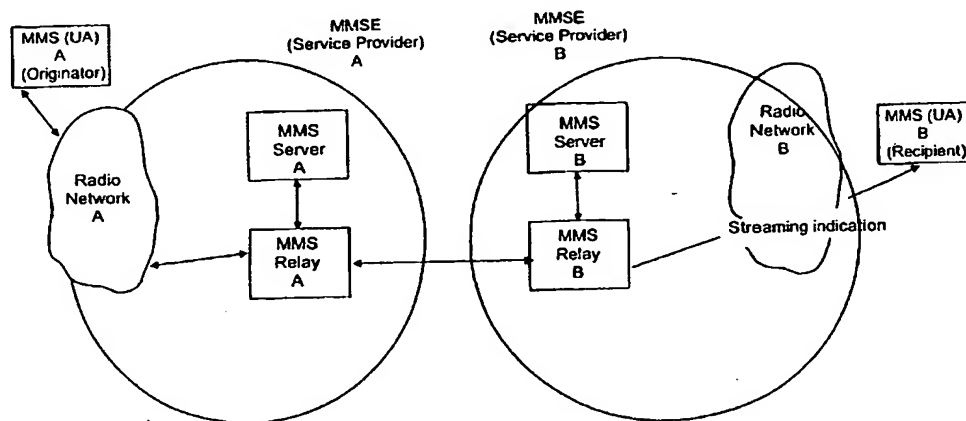 MMS (UA)
A
(Originator)
MMSE
(Service Provider)
A
MMSE
(Service Provider)
B
Radio
Network
A
MMS
Server
A
MMS
Relay
A
MMS
Server
B
MMS
Relay
B
Radio
Network
B
MMS (UA)
B
(Recipient)
Streaming indication